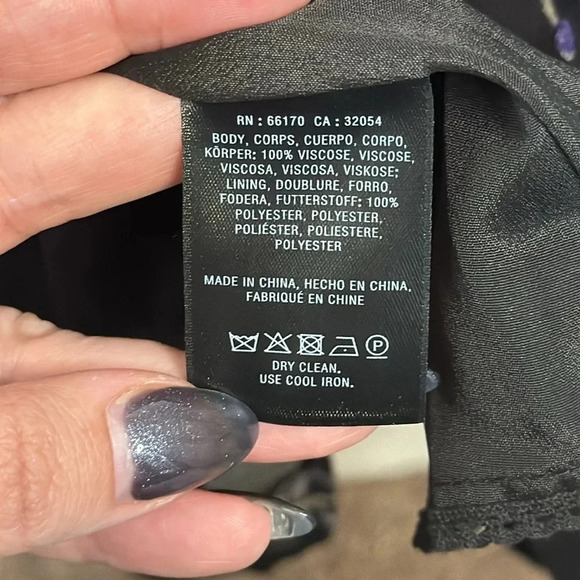 RN : 66170 CA : 32054
BODY, CORPS, CUERPO, CORPO,
KÖRPER: 100% VISCOSE, VISCOSE,
VISCOSA, VISCOSA, VISKOSE;
LINING, DOUBLURE, FORRO,
FODERA, FUTTERSTOFF: 100%
POLYESTER, POLYESTER,
POLIÉSTER, POLIESTERE,
POLYESTER
MADE IN CHINA, HECHO EN CHINA,
FABRIQUÉ EN CHINE
P
DRY CLEAN.
USE COOL IRON.